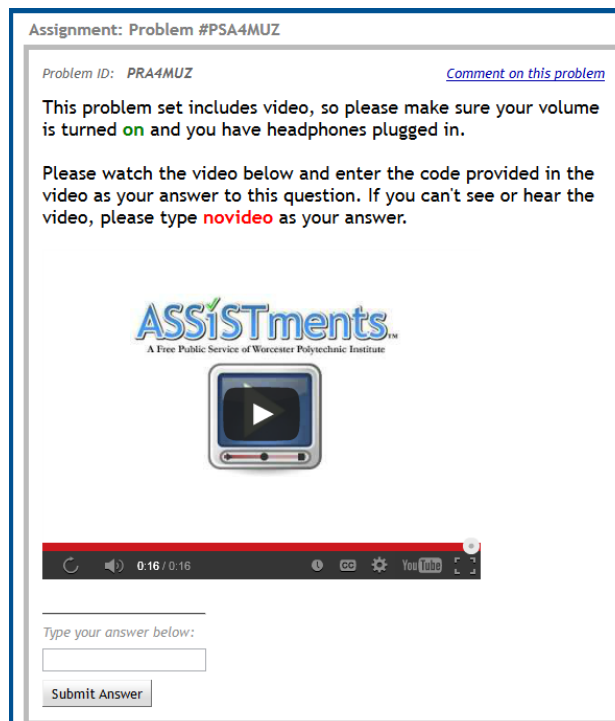 Assignment: Problem #PSA4MUZ
Problem ID: PRA4MUZ
Comment on this problem
This problem set includes video, so please make sure your volume
is turned on and you have headphones plugged in.
Please watch the video below and enter the code provided in the
video as your answer to this question. If you can't see or hear the
video, please type novideo as your answer.
ASSiSTments™
A Free Public Service of Worcester Polytechnic Institute
0:16 / 0:16
CC
YouTube
Type your answer below:
Submit Answer